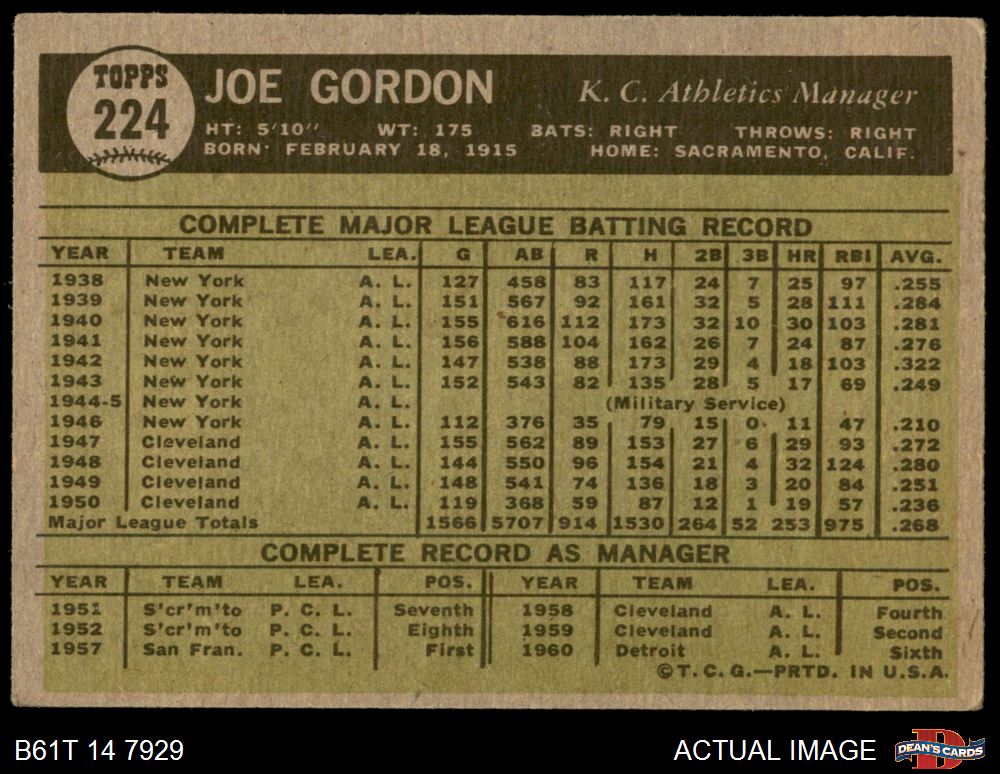 TOPPS
224
JOE GORDON
K. C. Athletics Manager
HT: 5'10" WT: 175 BATS: RIGHT THROWS: RIGHT
BORN: FEBRUARY 18, 1915 HOME: SACRAMENTO, CALIF.
COMPLETE MAJOR LEAGUE BATTING RECORD
YEAR TEAM LEA. G AB R H 2B 3B HR RBI AVG.
1938 New York A. L. 127 458 83 117 24 7 25 97 .255
1939 New York A. L. 151 567 92 161 32 5 28 111 .284
1940 New York A. L. 155 616 112 173 32 10 30 103 .281
1941 New York A. L. 156 588 104 162 26 7 24 87 .276
1942 New York A. L. 147 538 88 173 29 4 18 103 .322
1943 New York A. L. 152 543 82 135 28 5 17 69 .249
1944-5 New York A. L. (Military Service)
1946 New York A. L. 112 376 35 79 15 0 11 47 .210
1947 Cleveland A. L. 155 562 89 153 27 6 29 93 .272
1948 Cleveland A. L. 144 550 96 154 21 4 32 124 .280
1949 Cleveland A. L. 148 541 74 136 18 3 20 84 .251
1950 Cleveland A. L. 119 368 59 87 12 1 19 57 .236
Major League Totals 1566 5707 914 1530 264 52 253 975 .268
COMPLETE RECORD AS MANAGER
YEAR TEAM LEA. POS. YEAR TEAM LEA. POS.
1951 S'cr'm'to P. C. L. Seventh 1958 Cleveland A. L. Fourth
1952 S'cr'm'to P. C. L. Eighth 1959 Cleveland A. L. Second
1957 San Fran. P. C. L. First 1960 Detroit A. L. Sixth
©T. C. G.—PRTD. IN U.S.A.
B61T 14 7929 ACTUAL IMAGE
DEAN'S CARDS